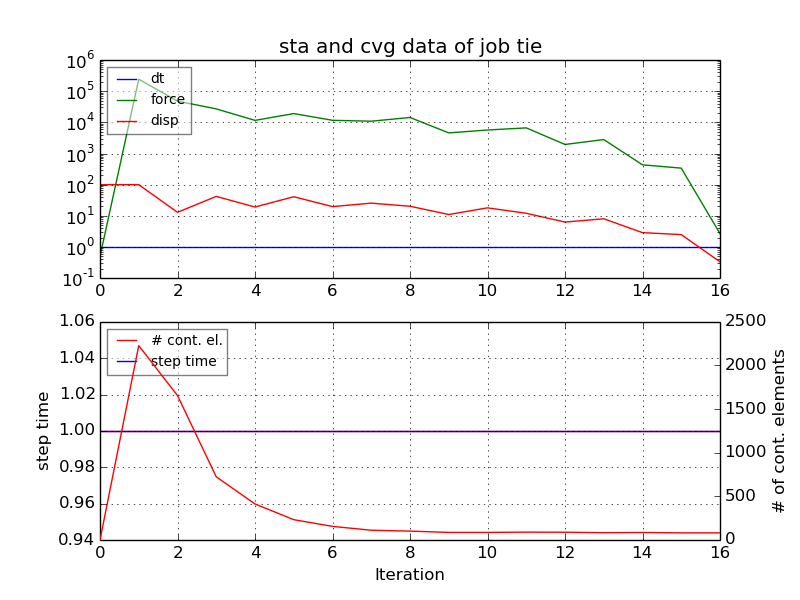 sta and cvg data of job tie
10^6
10^5
10^4
10^3
10^2
10^1
10^0
10^-1
dt
force
disp
0 2 4 6 8 10 12 14 16
1.06
1.04
1.02
1.00
0.98
0.96
0.94
step time
# cont. el.
step time
2500
2000
1500
1000
500
0
# of cont. elements
0 2 4 6 8 10 12 14 16
Iteration